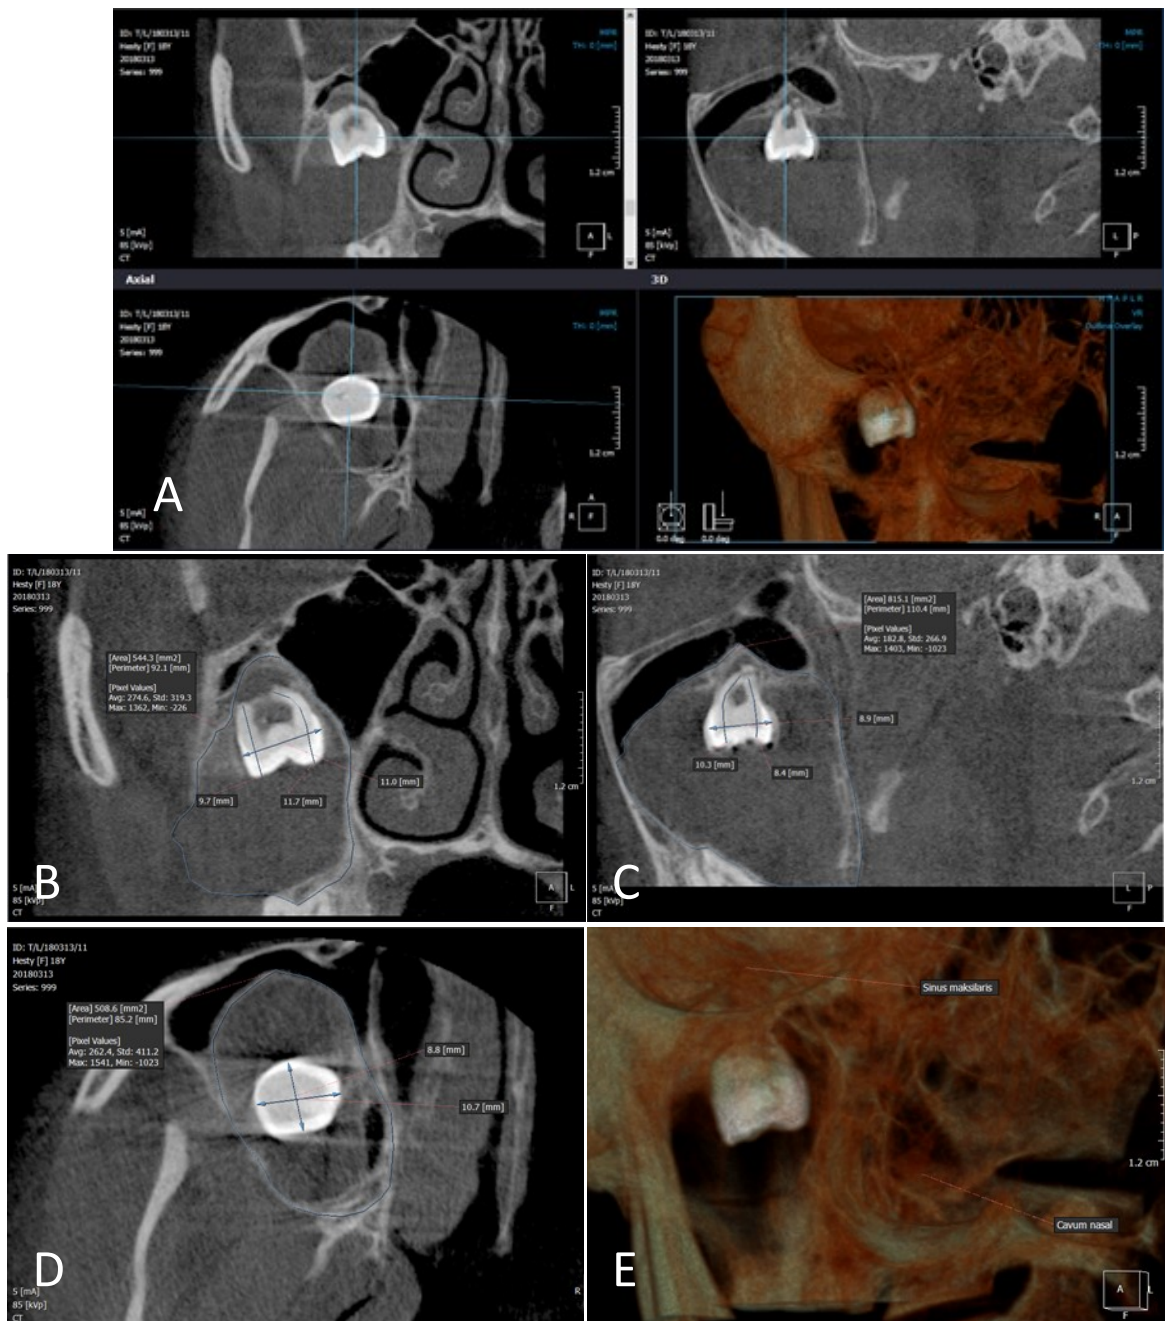 ID: T/L/180313/11
Hesty [F] 18Y
20180313
Series: 999
MPR
TH: 0 [mm]
1.2 cm
5 [mA]
85 [kVp]
CT
A
L
F
ID: T/L/180313/11
Hesty [F] 18Y
20180313
Series: 999
MPR
TH: 0 [mm]
1.2 cm
5 [mA]
85 [kVp]
CT
L
P
F
Axial
ID: T/L/180313/11
Hesty [F] 18Y
20180313
Series: 999
MPR
TH: 0 [mm]
1.2 cm
A
5 [mA]
85 [kVp]
CT
A
R
F
3D
VR
Outline Overlay
1.2 cm
0.0 deg
0.0 deg
R
A
F
ID: T/L/180313/11
Hesty [F] 18Y
20180313
Series: 999
[Area] 544.3 [mm2]
[Perimeter] 92.1 [mm]
[Pixel Values]
Avg: 274.6, Std: 319.3
Max: 1362, Min: -226
11.0 [mm]
9.7 [mm]
11.7 [mm]
1.2 cm
B
5 [mA]
85 [kVp]
CT
A
L
F
ID: T/L/180313/11
Hesty [F] 18Y
20180313
Series: 999
[Area] 815.1 [mm2]
[Perimeter] 110.4 [mm]
[Pixel Values]
Avg: 182.8, Std: 266.9
Max: 1403, Min: -1023
8.9 [mm]
10.3 [mm]
8.4 [mm]
1.2 cm
C
5 [mA]
85 [kVp]
CT
L
P
F
ID: T/L/180313/11
Hesty [F] 18Y
20180313
Series: 999
[Area] 508.6 [mm2]
[Perimeter] 85.2 [mm]
[Pixel Values]
Avg: 262.4, Std: 411.2
Max: 1541, Min: -1023
8.8 [mm]
10.7 [mm]
D
5 [mA]
85 [kVp]
CT
R
Sinus maksilaris
1.2 cm
Cavum nasal
E
A
L
F